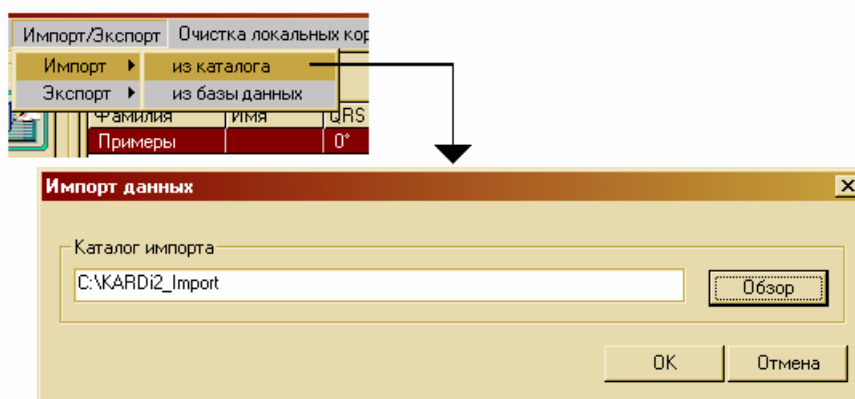 Импорт/Экспорт Очистка локальных кор
Импорт из каталога
Экспорт из базы данных
Фамилия Имя QRS
Примеры 0°
Импорт данных
Каталог импорта
C:\KARDi2_Import
Обзор
OK Отмена